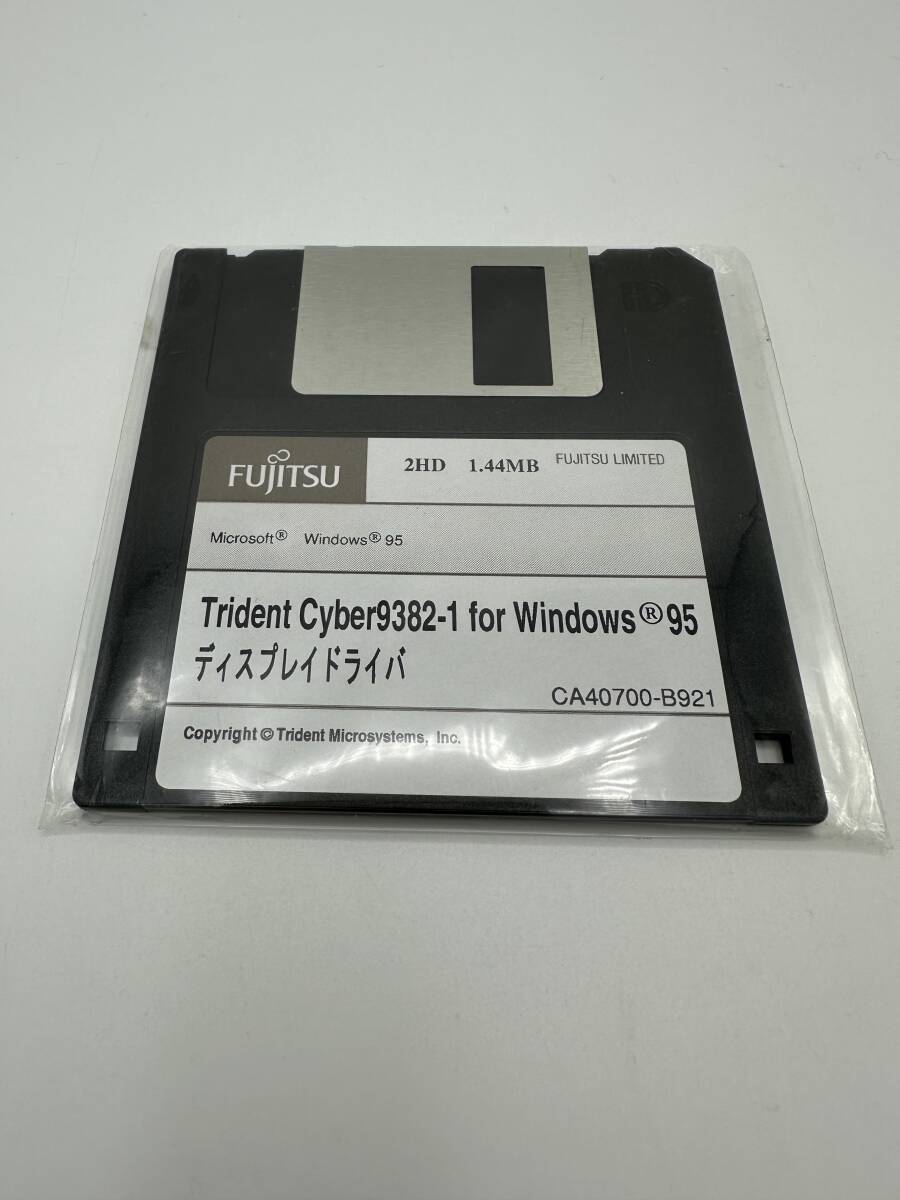 HD
FUJITSU
2HD 1.44MB FUJITSU LIMITED
Microsoft® Windows®95
Trident Cyber9382-1 for Windows®95
ディスプレイドライバ
CA40700-B921
Copyright © Trident Microsystems, Inc.